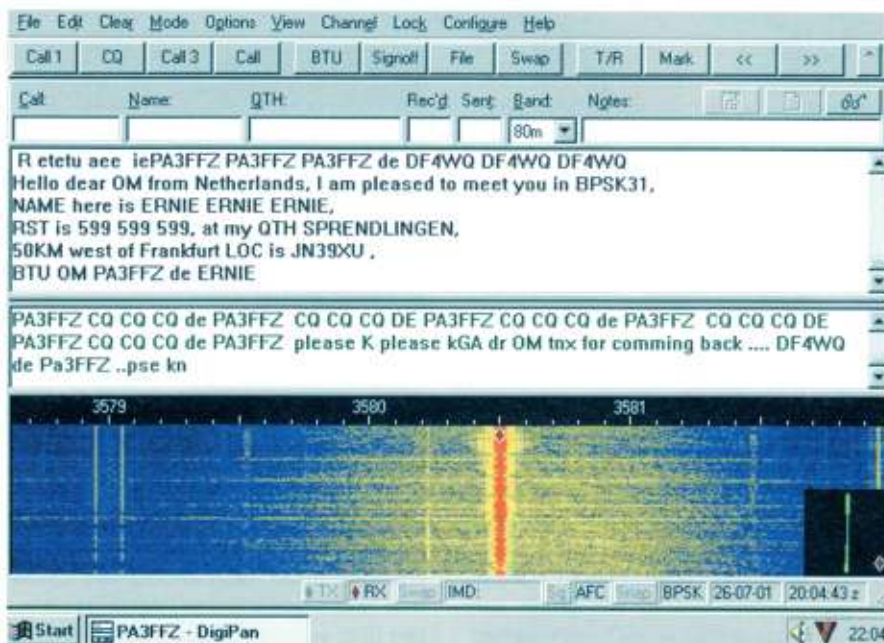 File Edit Clear Mode Options View Channel Lock Configure Help
Call 1 CQ Call 3 Call BTU Signoff File Swap T/R Mark << >>
Call: Name: QTH: Rec'd: Sent: Band: Notes:
80m
R etctu aee iePA3FFZ PA3FFZ PA3FFZ de DF4WQ DF4WQ DF4WQ
Hello dear OM from Netherlands, I am pleased to meet you in BPSK31,
NAME here is ERNIE ERNIE ERNIE,
RST is 599 599 599, at my QTH SPRENDLINGEN,
50KM west of Frankfurt LOC is JN39XU ,
BTU OM PA3FFZ de ERNIE
PA3FFZ CQ CQ CQ de PA3FFZ CQ CQ CQ DE PA3FFZ CQ CQ CQ de PA3FFZ CQ CQ CQ DE
PA3FFZ CQ CQ CQ de PA3FFZ please K please kGA dr OM tnx for comming back .... DF4WQ
de Pa3FFZ ..pse kn
3579 3580 3581
TX RX Swap IMD: Sq AFC Snap BPSK 26-07-01 20:04:43 z
Start PA3FFZ - DigiPan 22:04